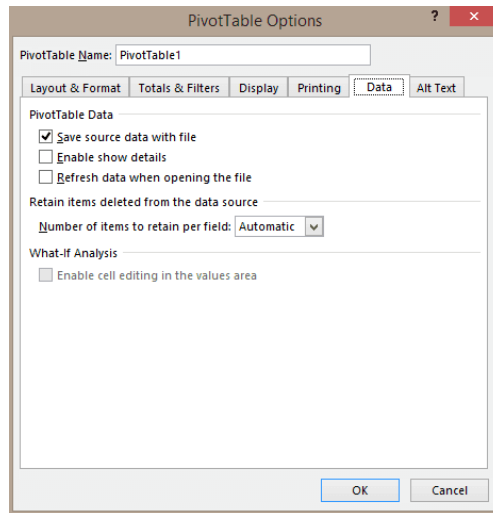 PivotTable Options ? ×
PivotTable Name: PivotTable1
Layout & Format Totals & Filters Display Printing Data Alt Text
PivotTable Data
Save source data with file
Enable show details
Refresh data when opening the file
Retain items deleted from the data source
Number of items to retain per field: Automatic
What-If Analysis
Enable cell editing in the values area
OK Cancel